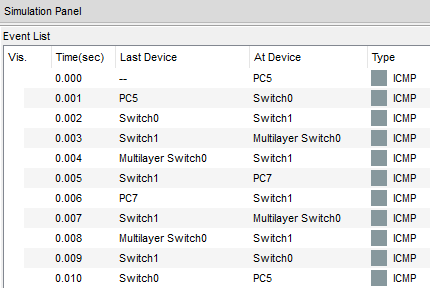 Simulation Panel
Event List
Vis. Time(sec) Last Device At Device Type
0.000 -- PC5 ICMP
0.001 PC5 Switch0 ICMP
0.002 Switch0 Switch1 ICMP
0.003 Switch1 Multilayer Switch0 ICMP
0.004 Multilayer Switch0 Switch1 ICMP
0.005 Switch1 PC7 ICMP
0.006 PC7 Switch1 ICMP
0.007 Switch1 Multilayer Switch0 ICMP
0.008 Multilayer Switch0 Switch1 ICMP
0.009 Switch1 Switch0 ICMP
0.010 Switch0 PC5 ICMP